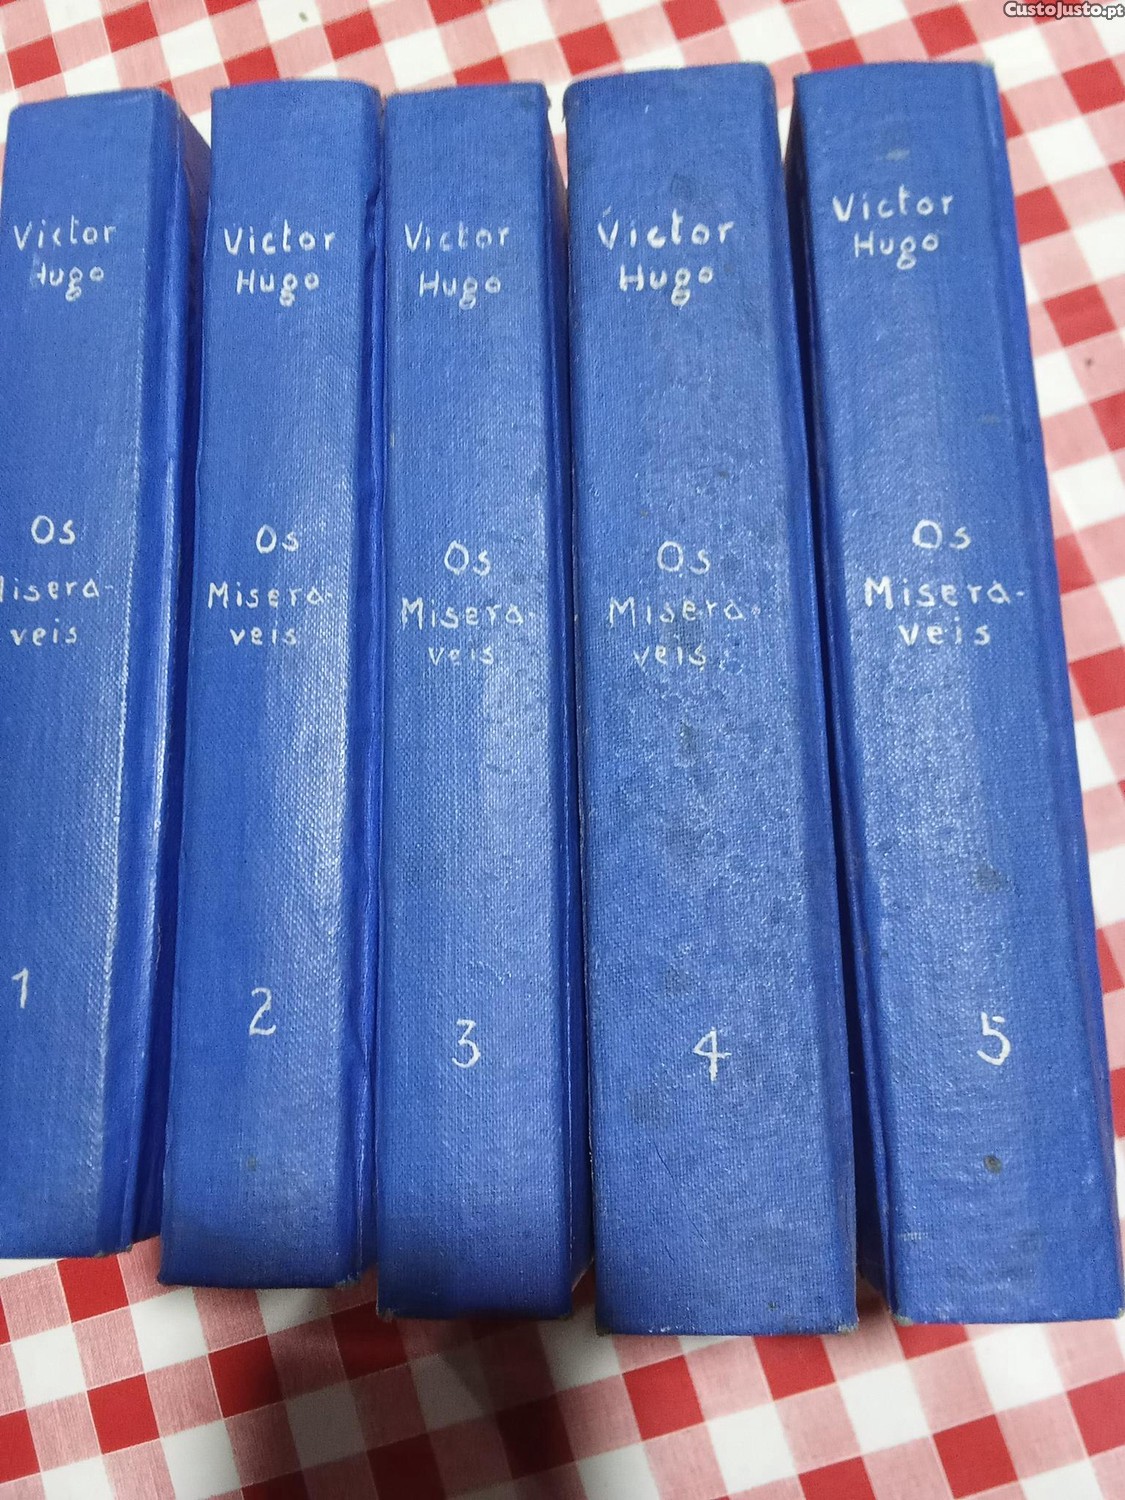 CustoJusto.pt
Victor
Hugo
Os
Misera-
veis
1
Victor
Hugo
Os
Misera-
veis
2
Victor
Hugo
Os
Misera-
veis
3
Victor
Hugo
Os
Misera-
veis
4
Victor
Hugo
Os
Misera-
veis
5